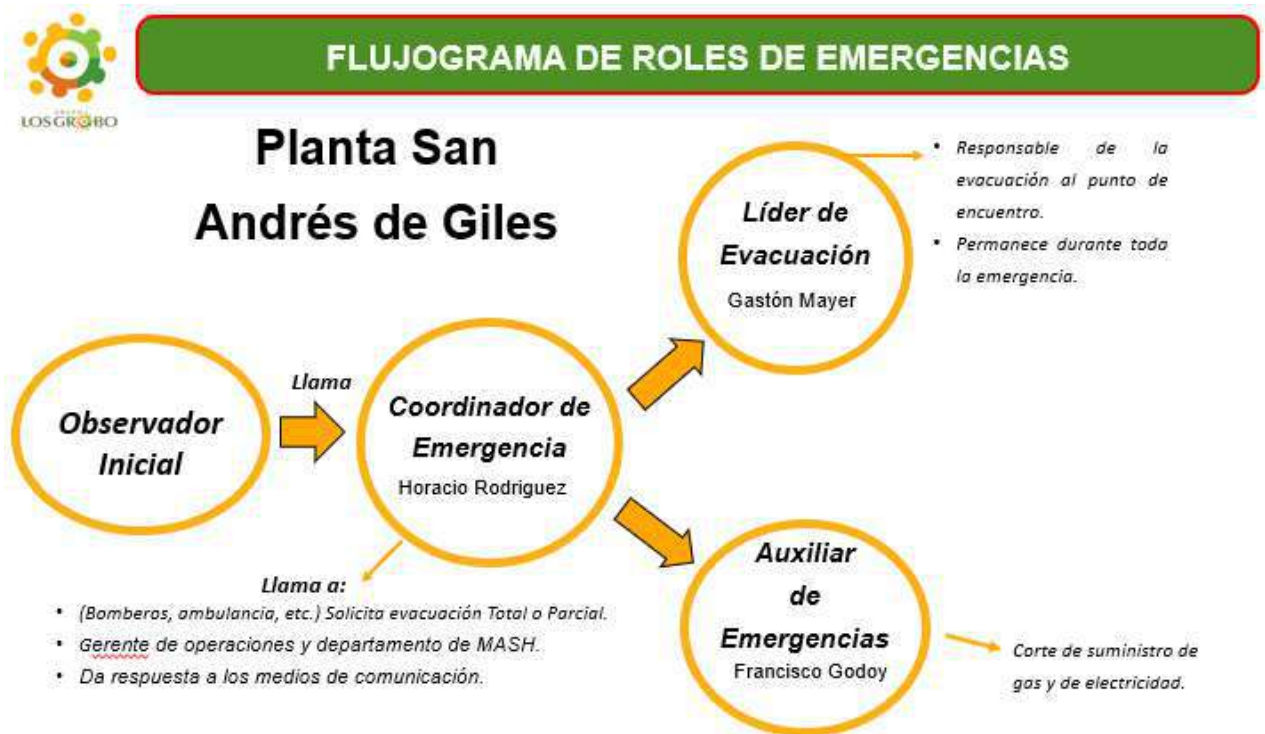 FLUJOGRAMA DE ROLES DE EMERGENCIAS
GRUPO
LOS GROBO
Planta San
Andrés de Giles
Líder de
Evacuación
Gastón Mayer
• Responsable de la
evacuación al punto de
encuentro.
• Permanece durante toda
la emergencia.
Observador
Inicial
Llama
Coordinador de
Emergencia
Horacio Rodriguez
Llama a:
• (Bomberos, ambulancia, etc.) Solicita evacuación Total o Parcial.
• Gerente de operaciones y departamento de MASH.
• Da respuesta a los medios de comunicación.
Auxiliar
de
Emergencias
Francisco Godoy
Corte de suministro de
gas y de electricidad.